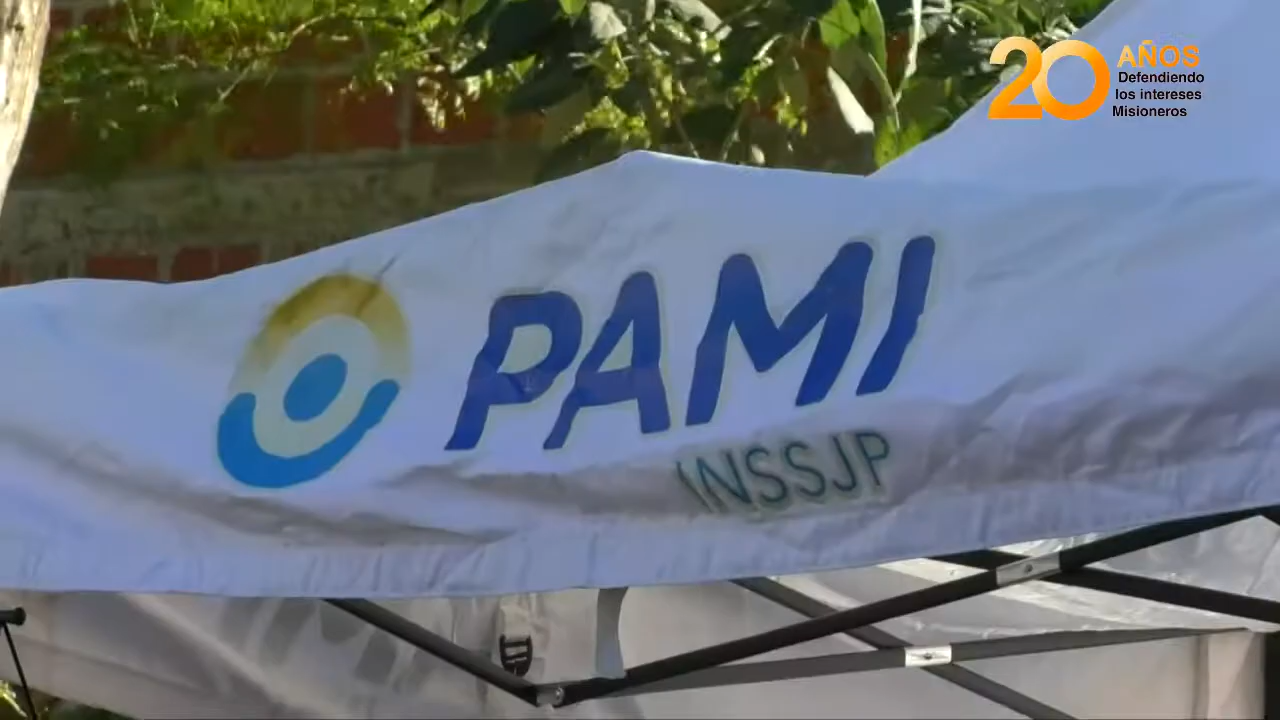 20 AÑOS
Defendiendo
los intereses
Misioneros
PAMI
INSSJP